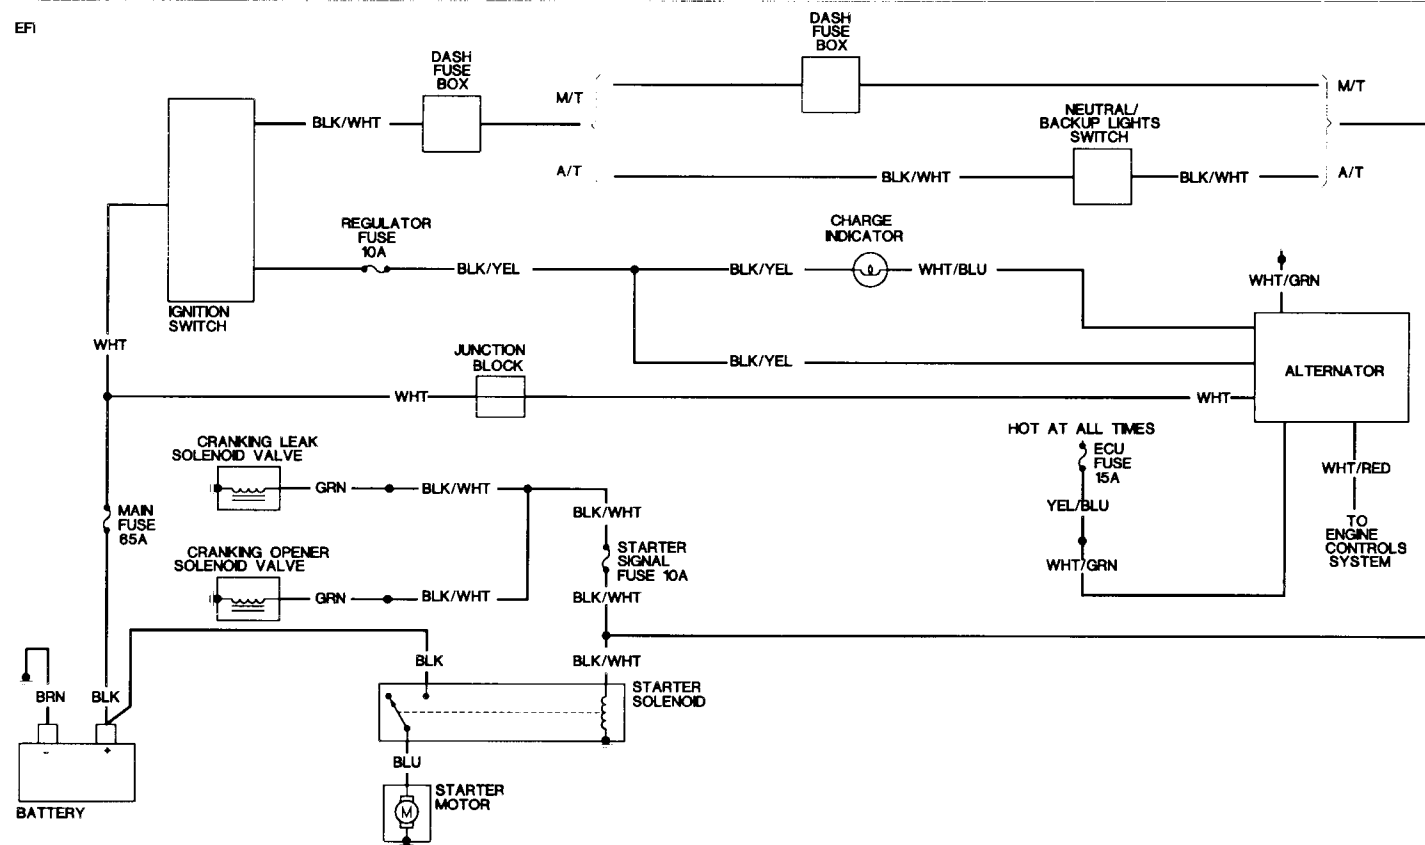 EFI
DASH
FUSE
BOX
DASH
FUSE
BOX
M/T
M/T
NEUTRAL/
BACKUP LIGHTS
SWITCH
BLK/WHT
A/T
BLK/WHT
BLK/WHT
A/T
REGULATOR
FUSE
10A
CHARGE
INDICATOR
BLK/YEL
BLK/YEL
WHT/BLU
WHT/GRN
IGNITION
SWITCH
WHT
JUNCTION
BLOCK
BLK/YEL
ALTERNATOR
WHT
WHT
HOT AT ALL TIMES
CRANKING LEAK
SOLENOID VALVE
ECU
FUSE
15A
WHT/RED
GRN
BLK/WHT
BLK/WHT
YEL/BLU
MAIN
FUSE
65A
TO
ENGINE
CONTROLS
SYSTEM
CRANKING OPENER
SOLENOID VALVE
STARTER
SIGNAL
FUSE 10A
WHT/GRN
GRN
BLK/WHT
BLK/WHT
BLK
BLK/WHT
BRN
BLK
STARTER
SOLENOID
-
+
BLU
BATTERY
STARTER
MOTOR
M